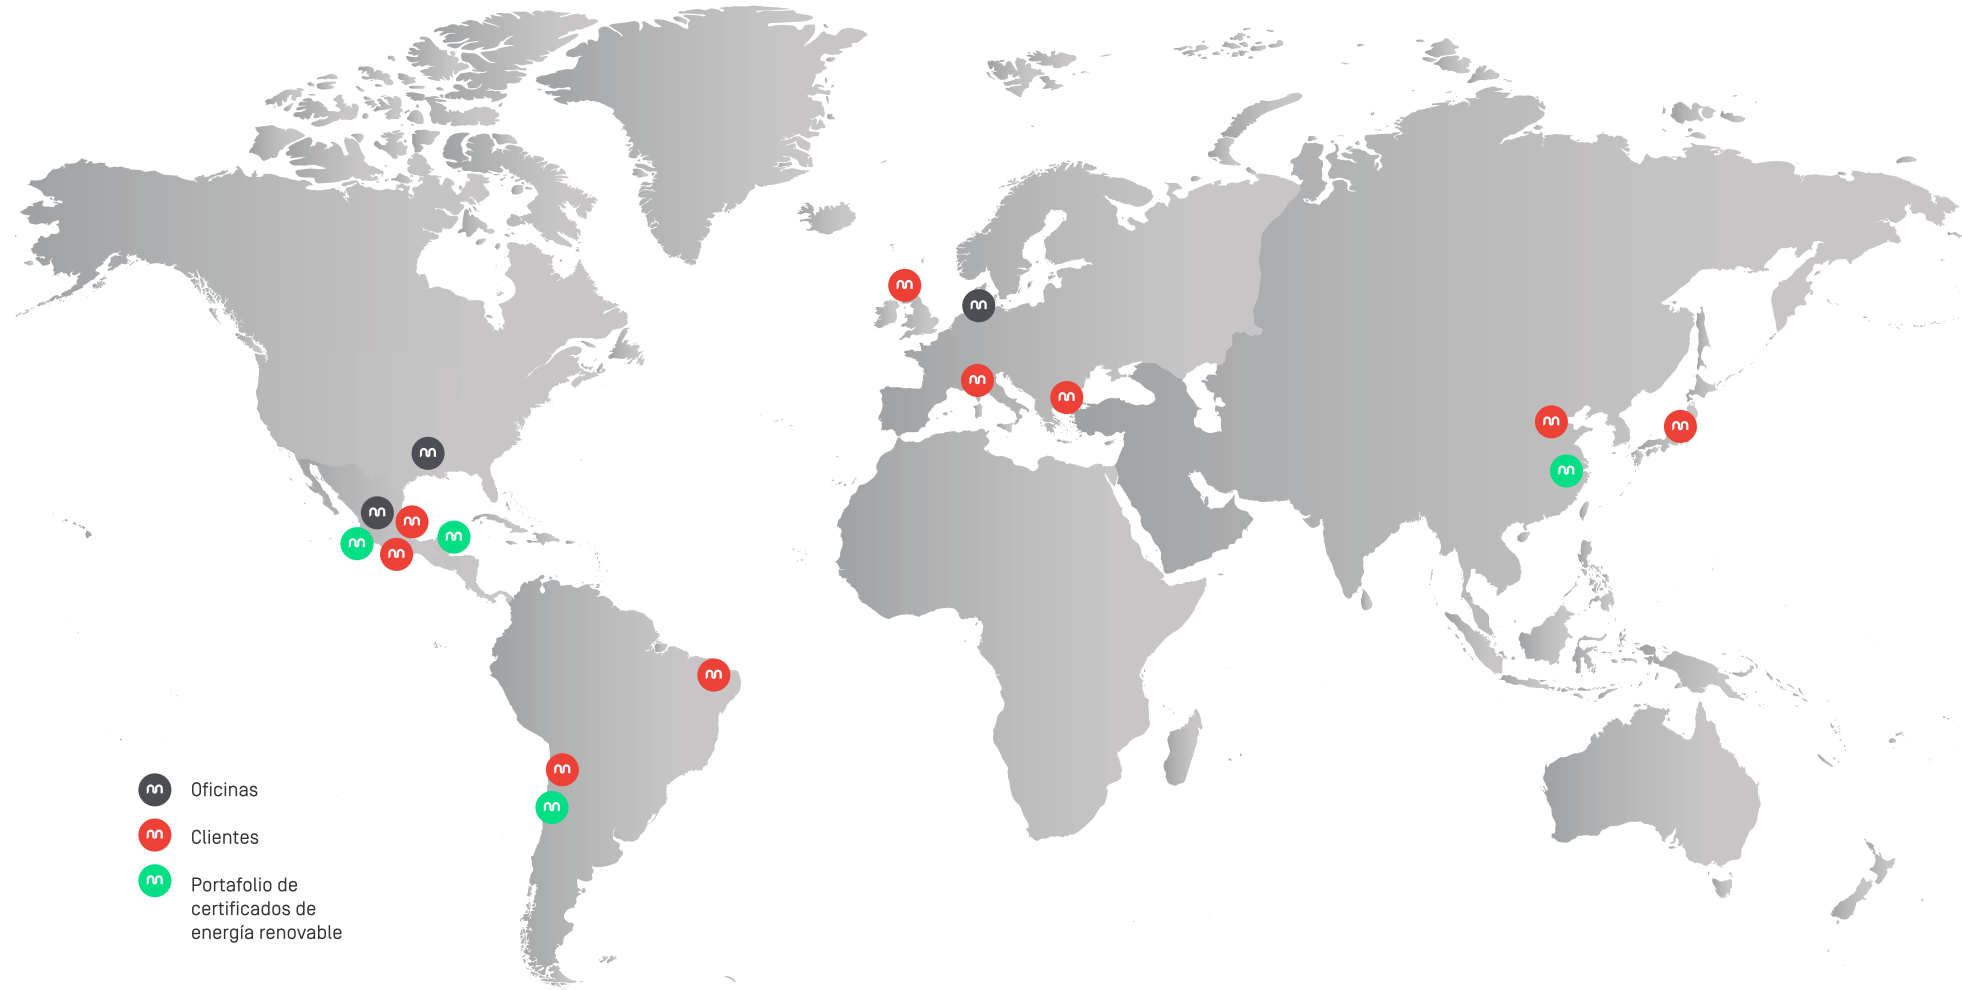 Oficinas
Clientes
Portafolio de
certificados de
energía renovable